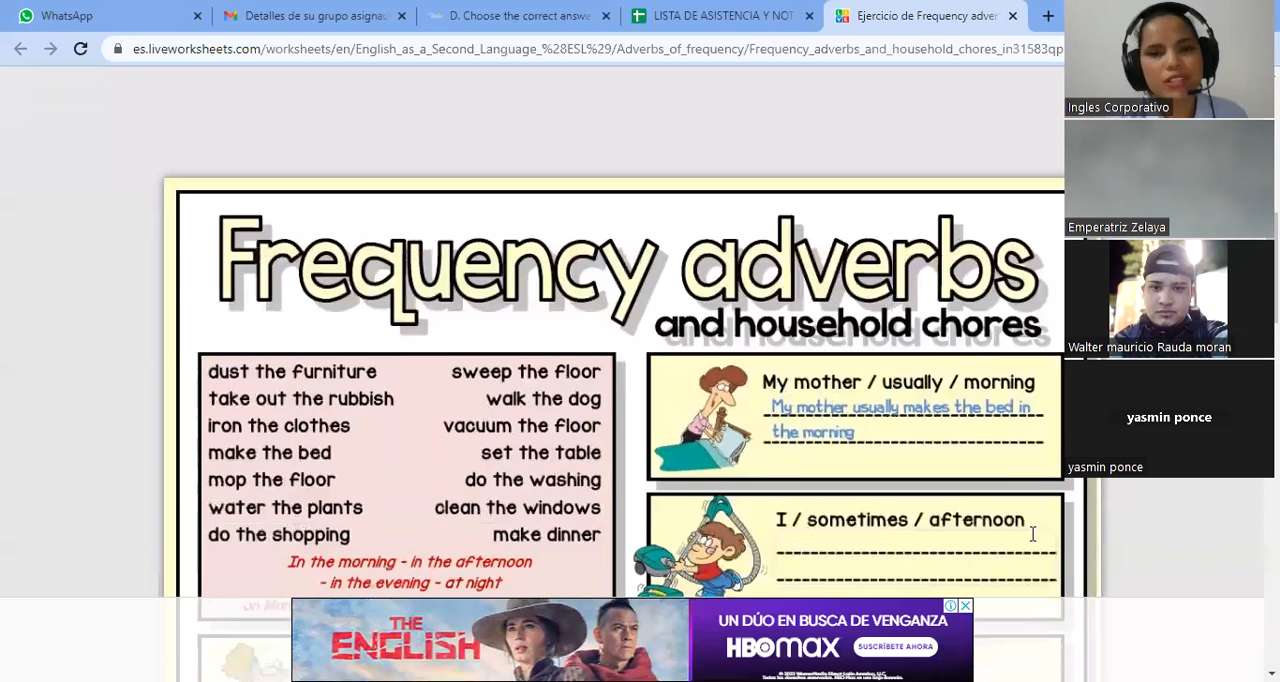 WhatsApp
Detalles de su grupo asigna
D. Choose the correct answe
LISTA DE ASISTENCIA Y NOT
Ejercicio de Frequency adver
es.liveworksheets.com/worksheets/en/English_as_a_Second_Language_%28ESL%29/Adverbs_of_frequency/Frequency_adverbs_and_household_chores_in31583qp
Ingles Corporativo
Emperatriz Zelaya
Walter mauricio Rauda moran
yasmin ponce
yasmin ponce
Frequency adverbs
and household chores
dust the furniture
take out the rubbish
iron the clothes
make the bed
mop the floor
water the plants
do the shopping
sweep the floor
walk the dog
vacuum the floor
set the table
do the washing
clean the windows
make dinner
In the morning - in the afternoon
- in the evening - at night
My mother / usually / morning
My mother usually makes the bed in
the morning
I / sometimes / afternoon
THE
ENGLISH
UN DÚO EN BUSCA DE VENGANZA
HBOMAX
SUSCRÍBETE AHORA